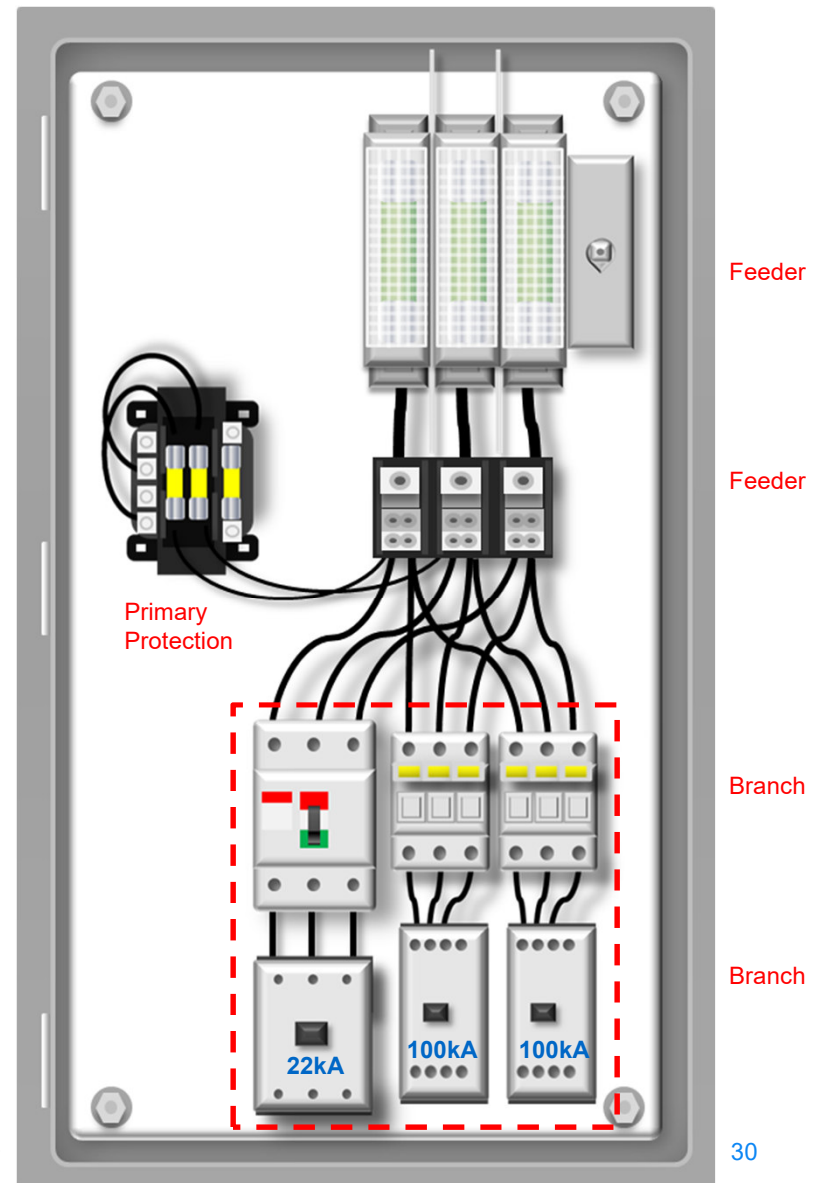 Feeder
Feeder
Primary
Protection
Branch
Branch
22kA
100kA
100kA
30